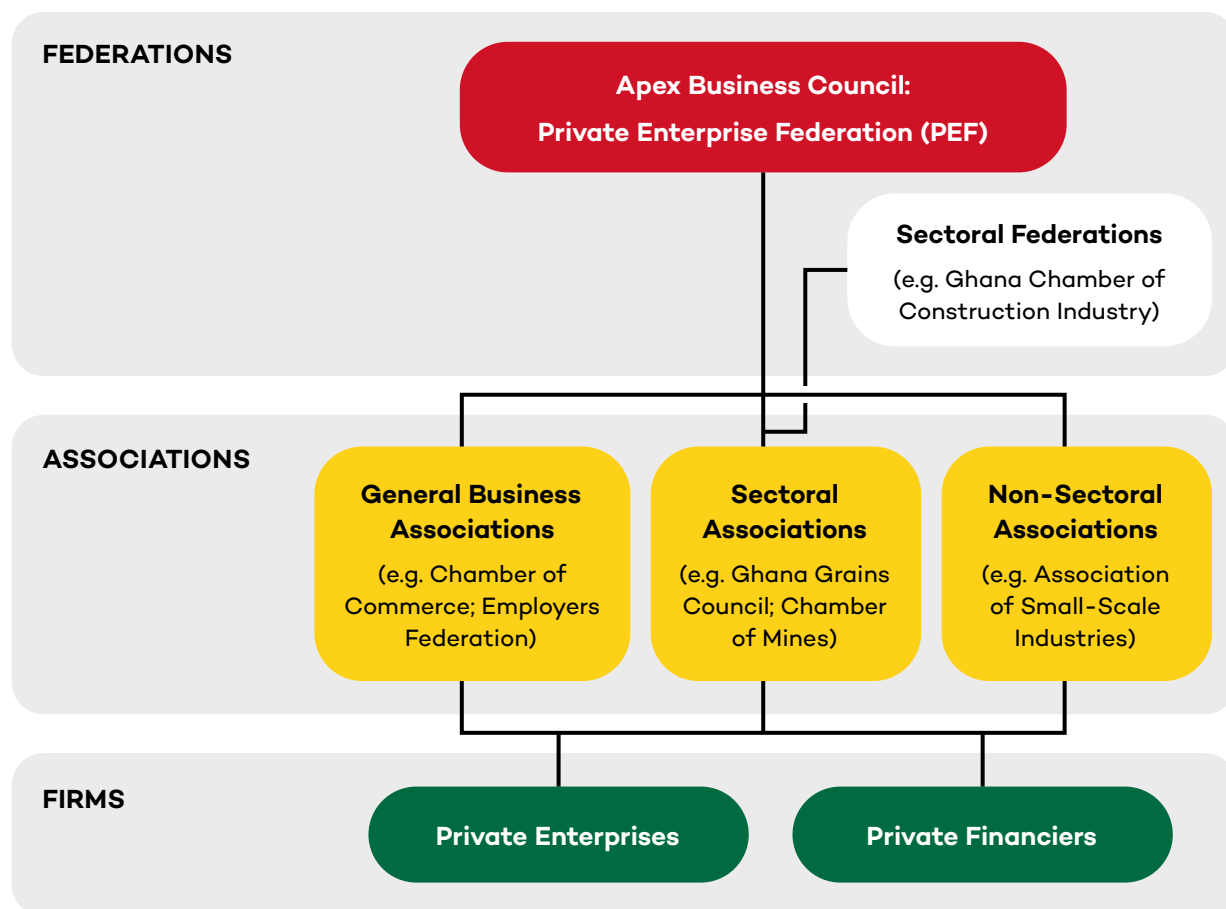 FEDERATIONS
Apex Business Council:
Private Enterprise Federation (PEF)
Sectoral Federations
(e.g. Ghana Chamber of
Construction Industry)
ASSOCIATIONS
General Business
Associations
(e.g. Chamber of
Commerce; Employers
Federation)
Sectoral
Associations
(e.g. Ghana Grains
Council; Chamber
of Mines)
Non-Sectoral
Associations
(e.g. Association
of Small-Scale
Industries)
FIRMS
Private Enterprises
Private Financiers